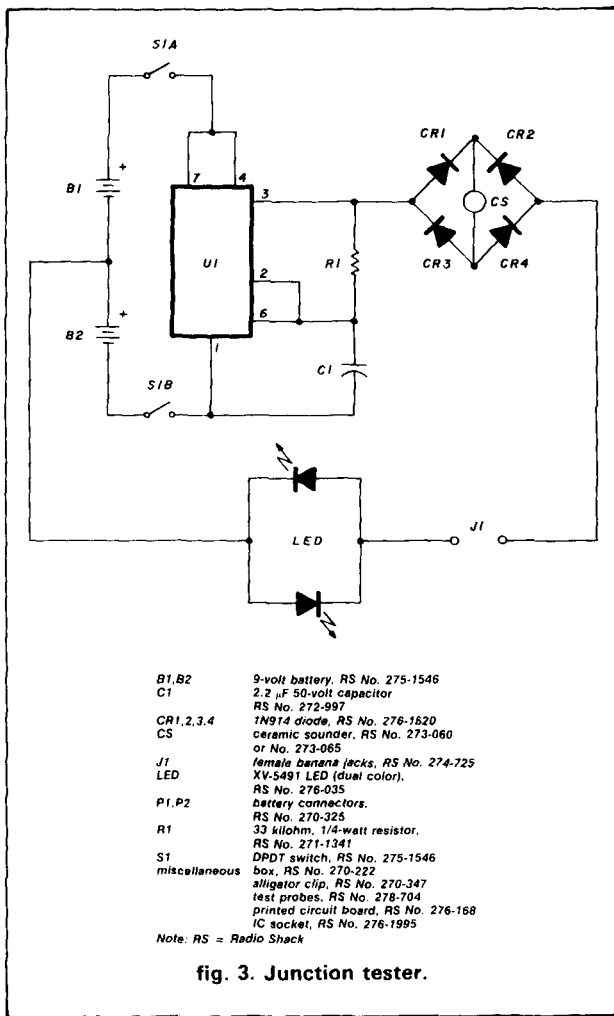 S1A
CR1 CR2
7 4
B1 +
3
CS
U1
R1
2
CR3 CR4
6
B2 +
1
C1
S1B
LED
J1
B1,B2 9-volt battery, RS No. 275-1546
C1 2.2 µF 50-volt capacitor
RS No. 272-997
CR1,2,3,4 1N914 diode, RS No. 276-1620
CS ceramic sounder, RS No. 273-060
or No. 273-065
J1 female banana jacks, RS No. 274-725
LED XV-5491 LED (dual color),
RS No. 276-035
P1,P2 battery connectors,
RS No. 270-325
R1 33 kilohm, 1/4-watt resistor,
RS No. 271-1341
S1 DPDT switch, RS No. 275-1546
miscellaneous box, RS No. 270-222
alligator clip, RS No. 270-347
test probes, RS No. 278-704
printed circuit board, RS No. 276-168
IC socket, RS No. 276-1995
Note: RS = Radio Shack
fig. 3. Junction tester.